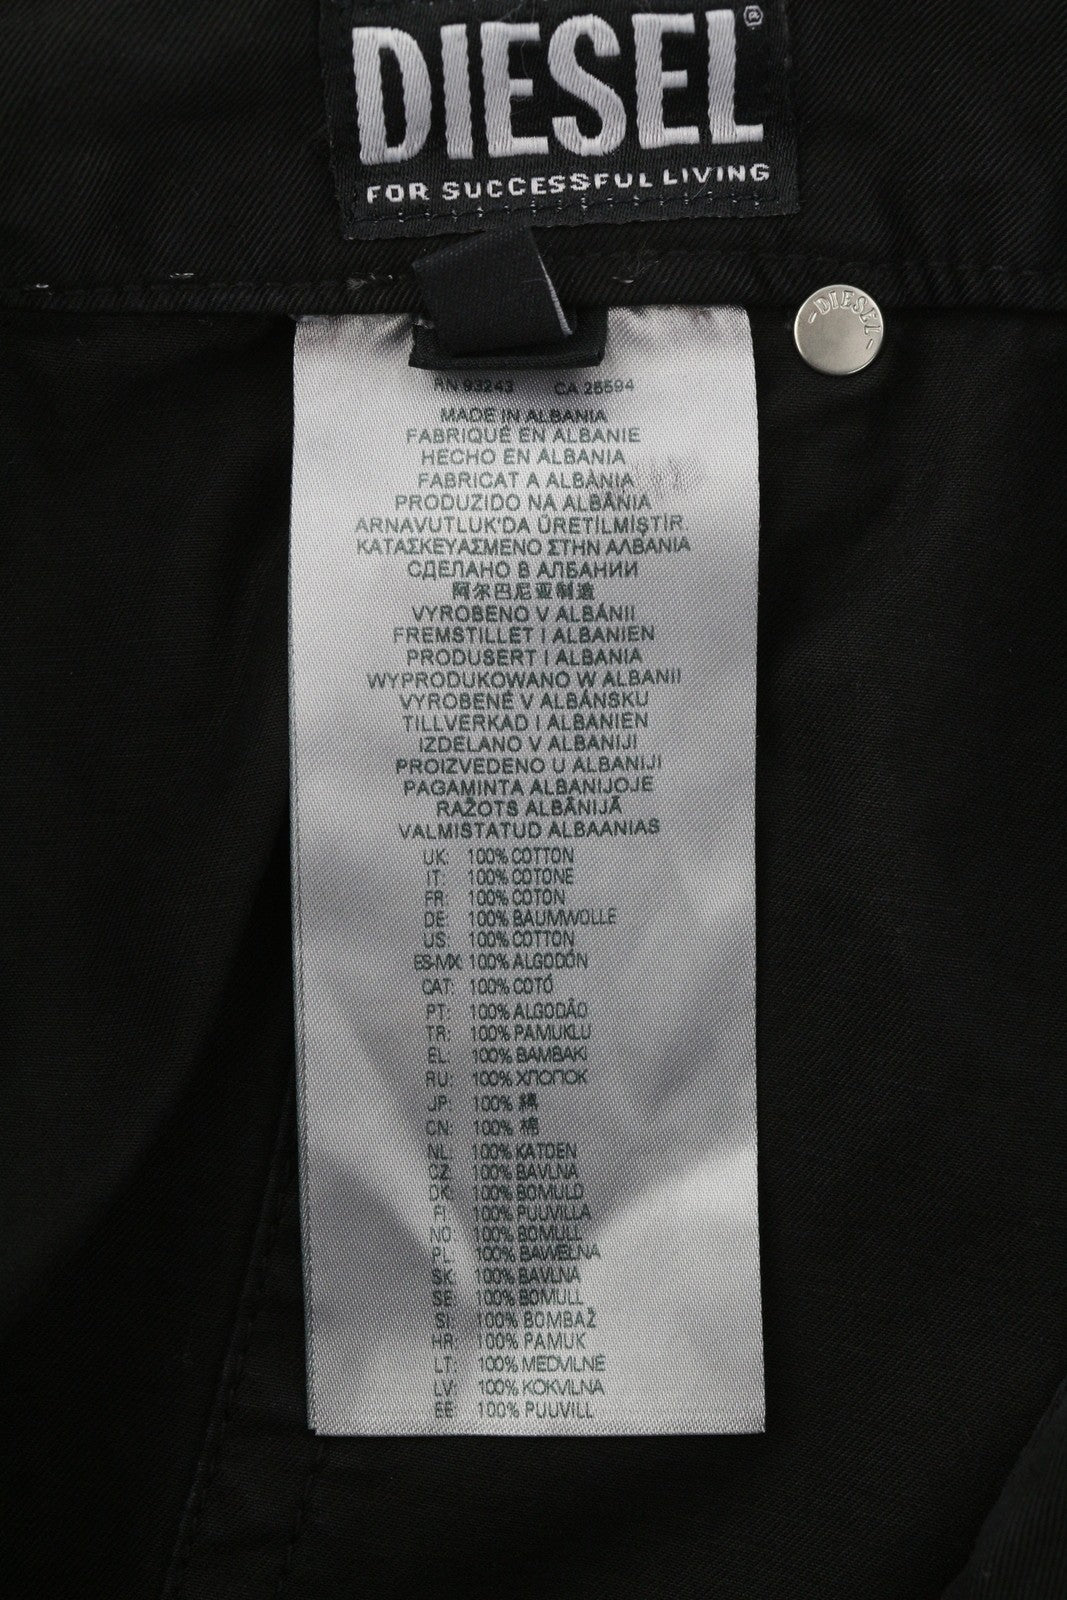 DIESEL®
FOR SUCCESSFUL LIVING
-DIESEL-
RN 93243 CA 25594
MADE IN ALBANIA
FABRIQUÉ EN ALBANIE
HECHO EN ALBANIA
FABRICAT A ALBÀNIA
PRODUZIDO NA ALBÂNIA
ARNAVUTLUK'DA ÜRETİLMİŞTİR.
ΚΑΤΑΣΚΕΥΑΣΜΕΝΟ ΣΤΗΝ ΑΛΒΑΝΙΑ
СДЕЛАНО В АЛБАНИИ
阿尔巴尼亚制造
VYROBENO V ALBÁNII
FREMSTILLET I ALBANIEN
PRODUSERT I ALBANIA
WYPRODUKOWANO W ALBANII
VYROBENÉ V ALBÁNSKU
TILLVERKAD I ALBANIEN
IZDELANO V ALBANIJI
PROIZVEDENO U ALBANIJI
PAGAMINTA ALBANIJOJE
RAŽOTS ALBĀNIJĀ
VALMISTATUD ALBAANIAS
UK: 100% COTTON
IT: 100% COTONE
FR: 100% COTON
DE: 100% BAUMWOLLE
US: 100% COTTON
ES-MX: 100% ALGODÓN
CAT: 100% COTÓ
PT: 100% ALGODÃO
TR: 100% PAMUKLU
EL: 100% ΒΑΜΒΑΚΙ
RU: 100% ХЛОПОК
JP: 100% 綿
CN: 100% 棉
NL: 100% KATOEN
CZ: 100% BAVLNA
DK: 100% BOMULD
FI: 100% PUUVILLA
NO: 100% BOMULL
PL: 100% BAWEŁNA
SK: 100% BAVLNA
SE: 100% BOMULL
SI: 100% BOMBAŽ
HR: 100% PAMUK
LT: 100% MEDVILNĖ
LV: 100% KOKVILNA
EE: 100% PUUVILL